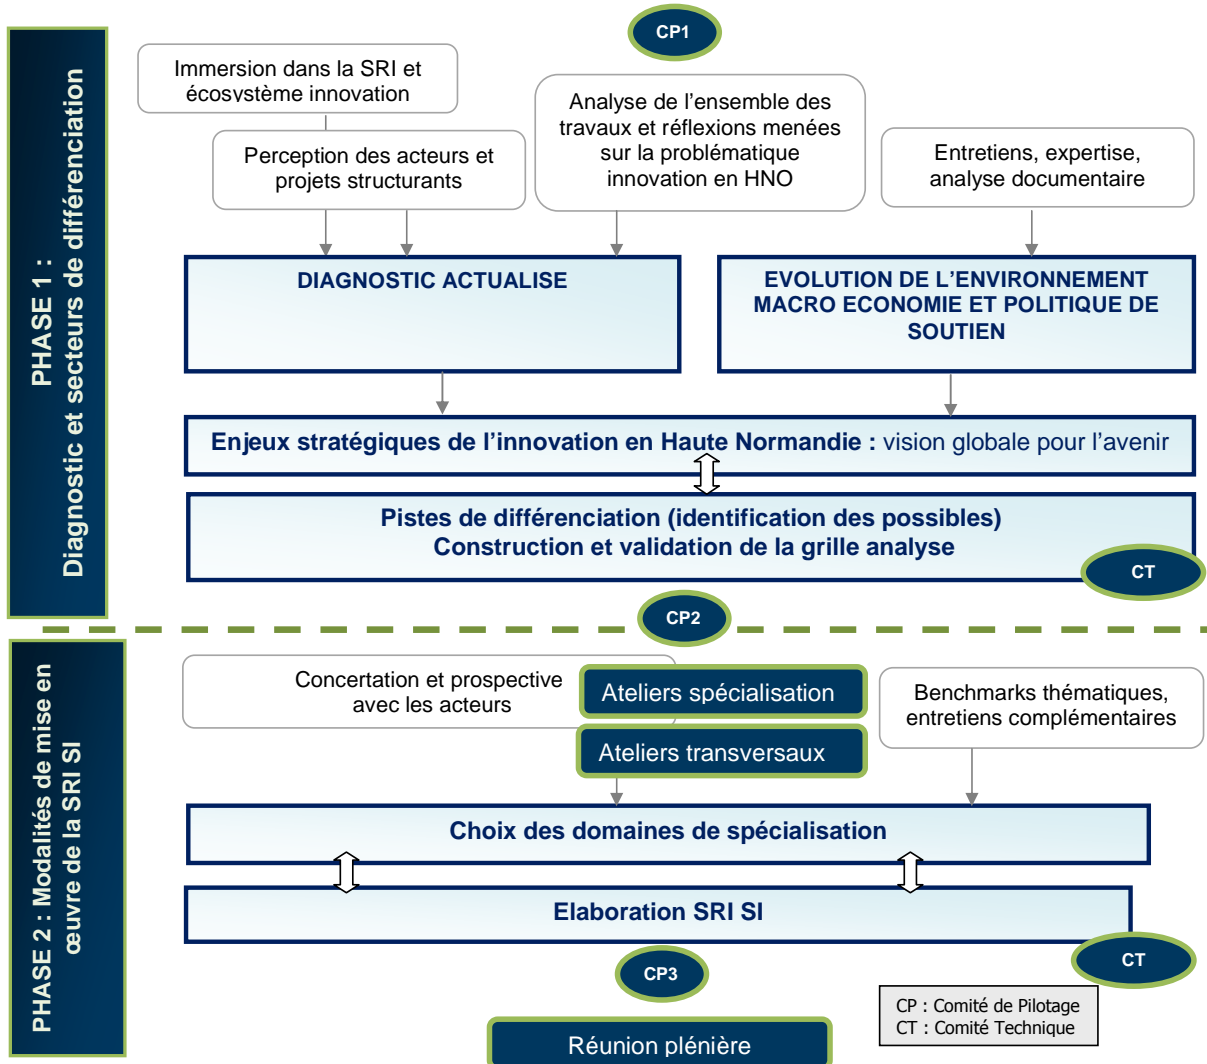 CP1
PHASE 1 :
Diagnostic et secteurs de différenciation
Immersion dans la SRI et
écosystème innovation
Perception des acteurs et
projets structurants
Analyse de l’ensemble des
travaux et réflexions menées
sur la problématique
innovation en HNO
Entretiens, expertise,
analyse documentaire
DIAGNOSTIC ACTUALISE
EVOLUTION DE L’ENVIRONNEMENT
MACRO ECONOMIE ET POLITIQUE DE
SOUTIEN
Enjeux stratégiques de l’innovation en Haute Normandie : vision globale pour l’avenir
Pistes de différenciation (identification des possibles)
Construction et validation de la grille analyse
CT
CP2
PHASE 2 : Modalités de mise en
œuvre de la SRI SI
Concertation et prospective
avec les acteurs
Ateliers spécialisation
Ateliers transversaux
Benchmarks thématiques,
entretiens complémentaires
Choix des domaines de spécialisation
Elaboration SRI SI
CT
CP3
CP : Comité de Pilotage
CT : Comité Technique
Réunion plénière